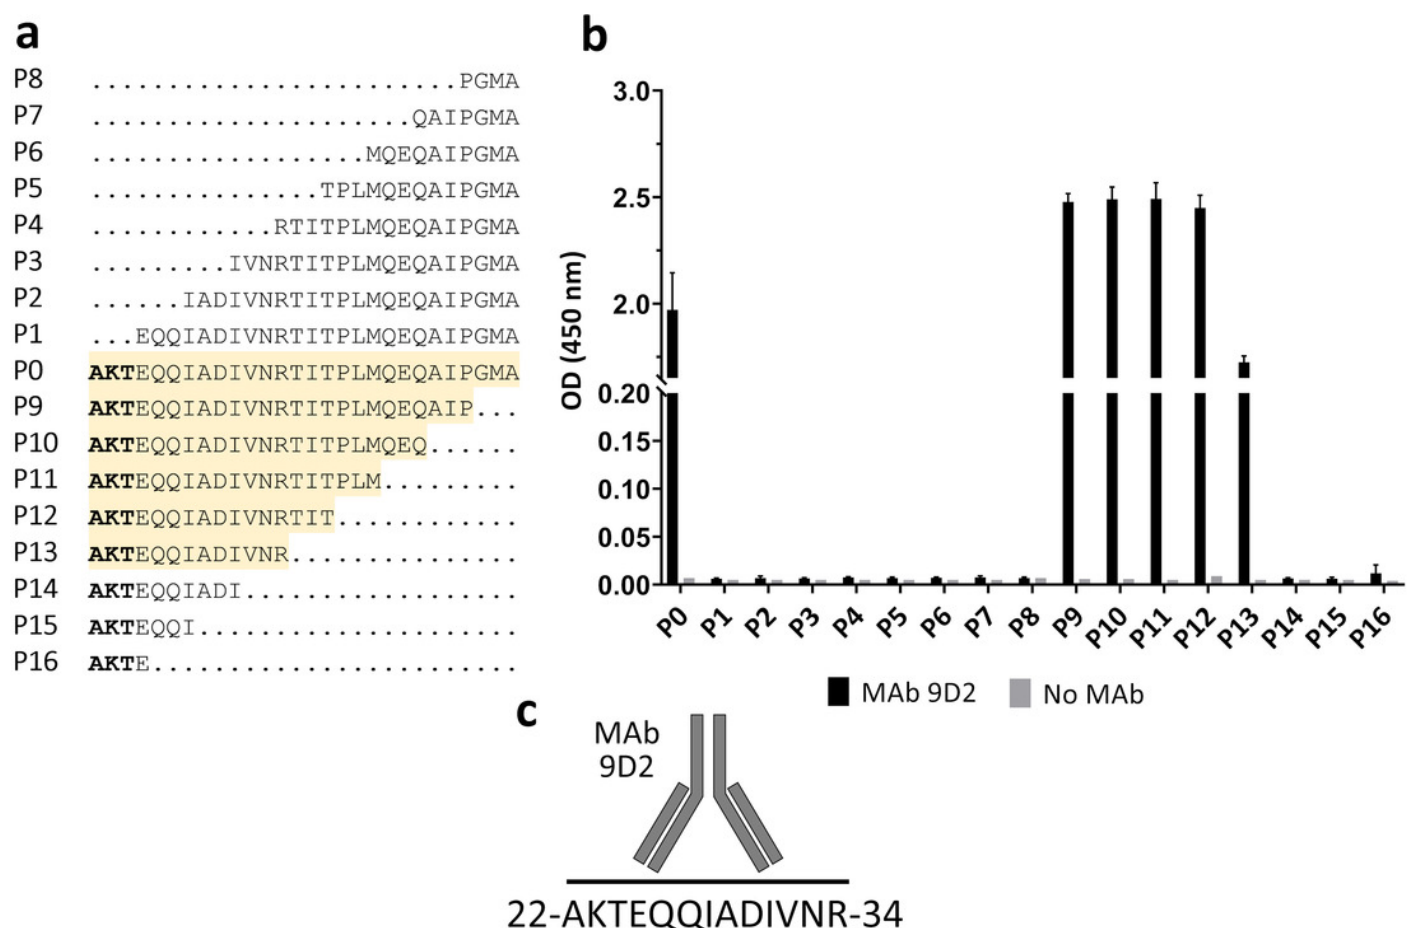 a
P8 ........................PGMA
P7 .....................QAIPGMA
P6 ..................MQEQAIPGMA
P5 ...............TPLMQEQAIPGMA
P4 ............RTITPLMQEQAIPGMA
P3 .........IVNRTITPLMQEQAIPGMA
P2 ......IADIVNRTITPLMQEQAIPGMA
P1 ...EQQIADIVNRTITPLMQEQAIPGMA
P0 AKTEQQIADIVNRTITPLMQEQAIPGMA
P9 AKTEQQIADIVNRTITPLMQEQAIP...
P10 AKTEQQIADIVNRTITPLMQEQ......
P11 AKTEQQIADIVNRTITPLM.........
P12 AKTEQQIADIVNRTIT............
P13 AKTEQQIADIVNR...............
P14 AKTEQQIADI..................
P15 AKTEQQI.....................
P16 AKTE........................
b
OD (450 nm)
3.0
2.5
2.0
0.20
0.15
0.10
0.05
0.00
P0 P1 P2 P3 P4 P5 P6 P7 P8 P9 P10 P11 P12 P13 P14 P15 P16
MAb 9D2 No MAb
c
MAb
9D2
22-AKTEQQIADIVNR-34